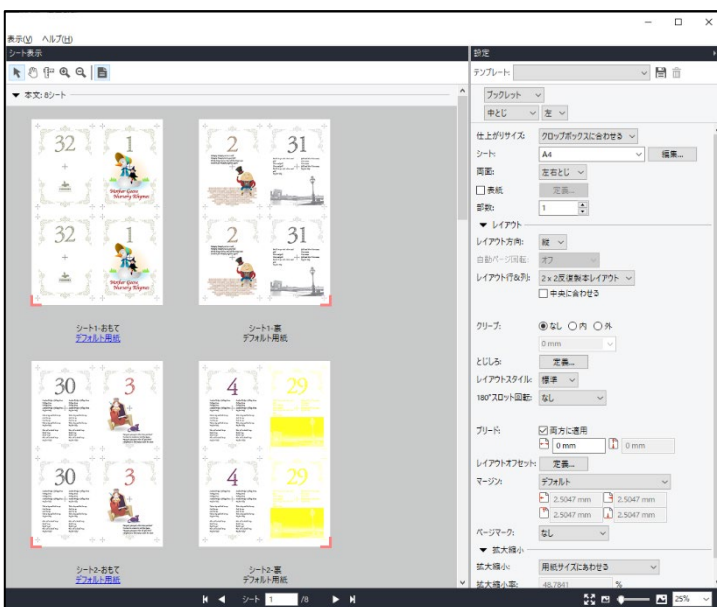 表示(V) ヘルプ(H)
シート表示
本文: 8シート
32 1
Mother Goose
Nursery Rhymes
32 1
Mother Goose
Nursery Rhymes
2 31
2 31
シート1-おもて
デフォルト用紙
シート1-裏
デフォルト用紙
30 3
30 3
4 29
4 29
シート2-おもて
デフォルト用紙
シート2-裏
デフォルト用紙
シート 1 /8
25%
設定
テンプレート:
ブックレット
中とじ 左
仕上がりサイズ: クロップボックスに合わせる
シート: A4 編集...
両面: 左右とじ
表紙 定義...
部数: 1
レイアウト
レイアウト方向: 縦
自動ページ回転: オフ
レイアウト行&列: 2 x 2反復製本レイアウト
中央に合わせる
クリープ: なし 内 外
0 mm
とじしろ: 定義...
レイアウトスタイル: 標準
180°スロット回転: なし
ブリード: 両方に適用
0 mm 0 mm
レイアウトオフセット: 定義...
マージン: デフォルト
2.5047 mm 2.5047 mm
2.5047 mm 2.5047 mm
ページマーク: なし
拡大縮小
拡大縮小: 用紙サイズにあわせる
拡大縮小率: 48.7841 %